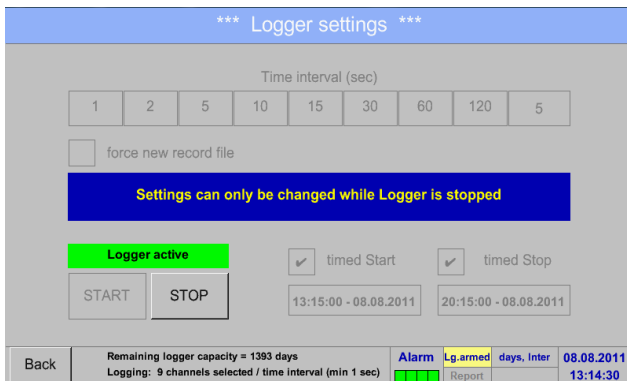 *** Logger settings ***
Time interval (sec)
1 2 5 10 15 30 60 120 5
force new record file
Settings can only be changed while Logger is stopped
Logger active
timed Start timed Stop
START STOP 13:15:00 - 08.08.2011 20:15:00 - 08.08.2011
Back
Remaining logger capacity = 1393 days
Logging: 9 channels selected / time interval (min 1 sec)
Alarm Lg.armed days, Inter 08.08.2011
Report 13:14:30